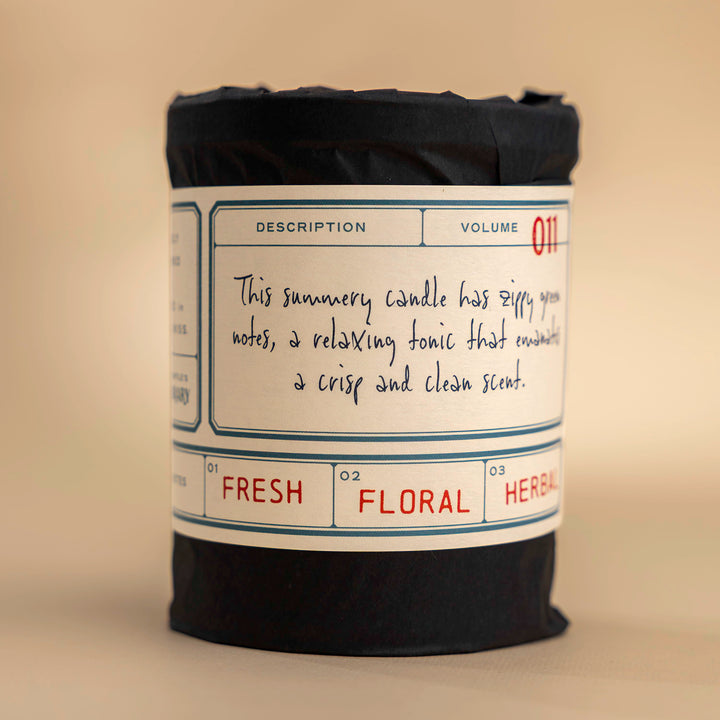 DESCRIPTION
VOLUME 011
This summery candle has zippy green
notes, a relaxing tonic that emanates
a crisp and clean scent.
01 FRESH
02 FLORAL
03 HERBAL